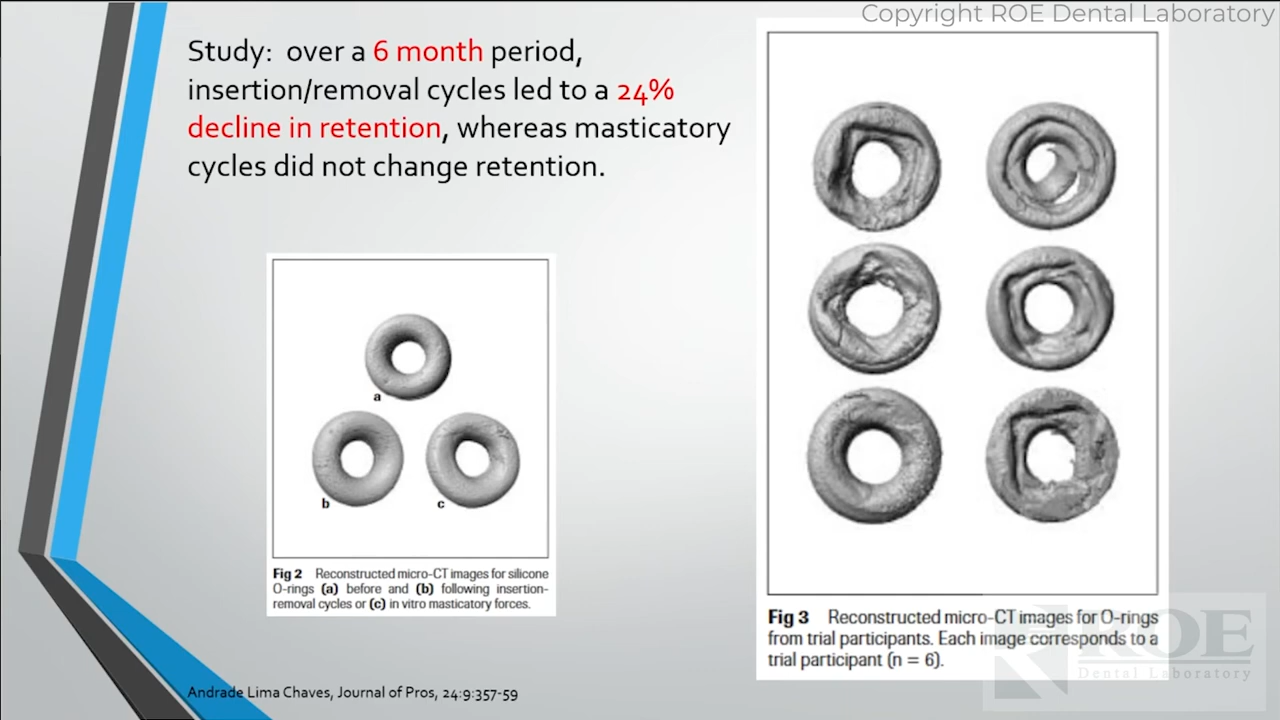 Copyright ROE Dental Laboratory
Study: over a 6 month period,
insertion/removal cycles led to a 24%
decline in retention, whereas masticatory
cycles did not change retention.
a
b
c
Fig 2 Reconstructed micro-CT images for silicone
O-rings (a) before and (b) following insertion-
removal cycles or (c) in vitro masticatory forces.
Fig 3 Reconstructed micro-CT images for O-rings
from trial participants. Each image corresponds to a
trial participant (n = 6).
ROE
Dental Laboratory
Andrade Lima Chaves, Journal of Pros, 24:9:357-59